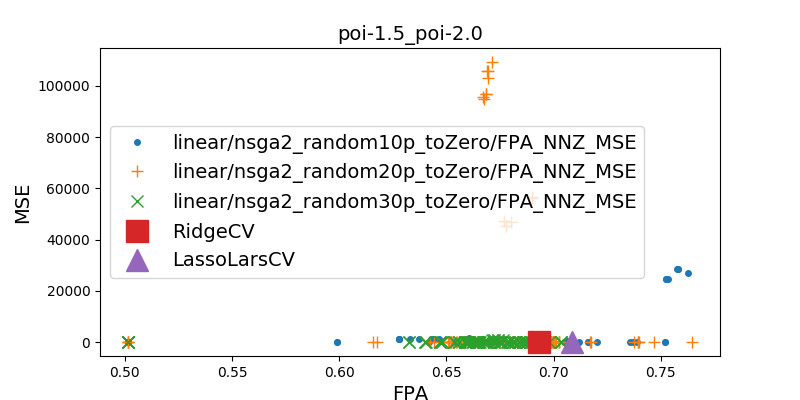 poi-1.5_poi-2.0
100000
80000
60000
40000
20000
0
MSE
linear/nsga2_random10p_toZero/FPA_NNZ_MSE
linear/nsga2_random20p_toZero/FPA_NNZ_MSE
linear/nsga2_random30p_toZero/FPA_NNZ_MSE
RidgeCV
LassoLarsCV
0.50 0.55 0.60 0.65 0.70 0.75
FPA